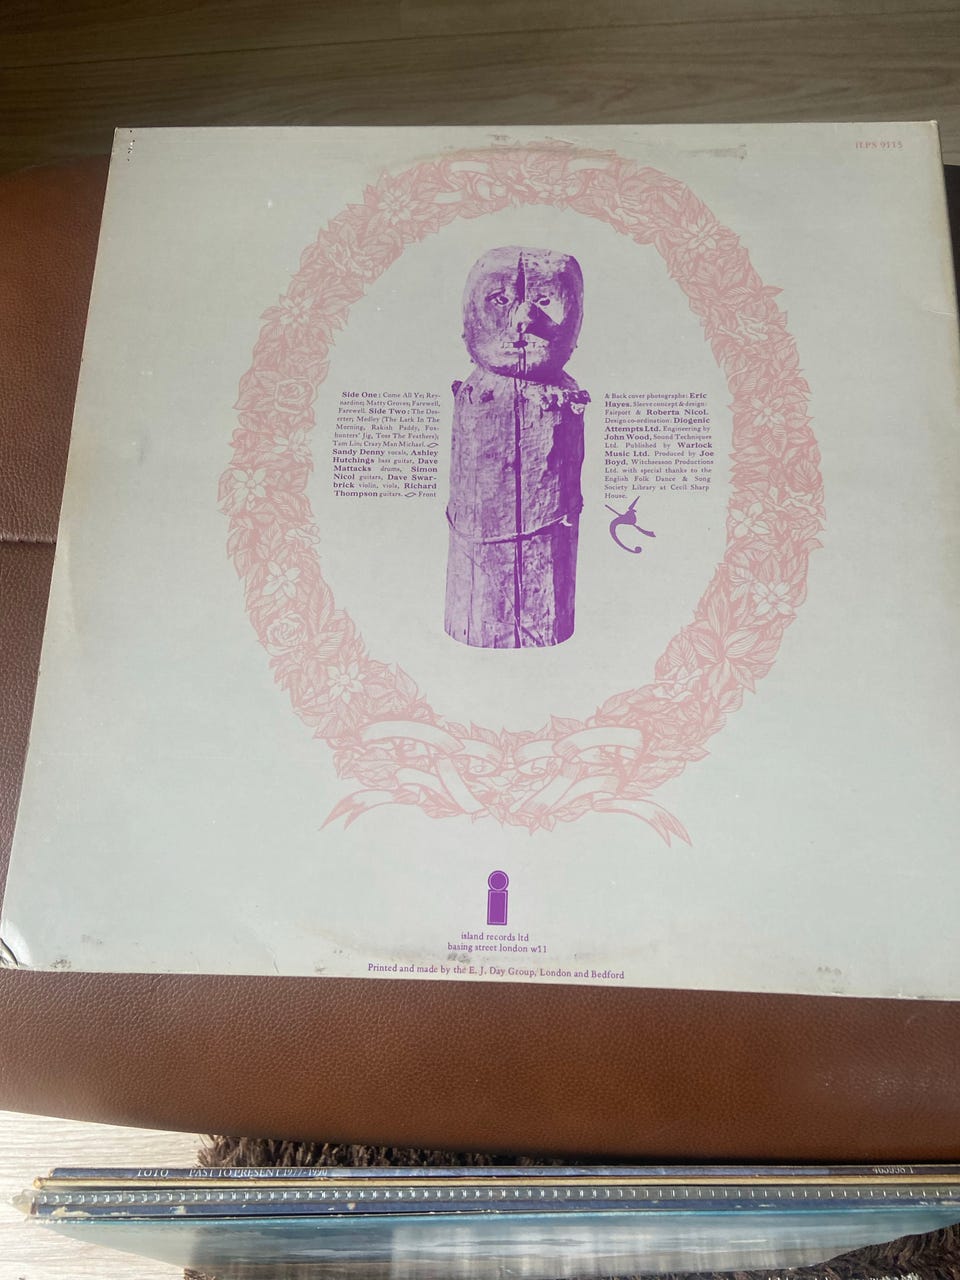 ILPS 9115
Side One: Come All Ye; Rey-
nardine; Matty Groves; Farewell,
Farewell. Side Two: The Des-
erter; Medley (The Lark In The
Morning, Rakish Paddy, Fox-
hunters' Jig, Toss The Feathers);
Tam Lin; Crazy Man Michael.
Sandy Denny vocals, Ashley
Hutchings bass guitar, Dave
Mattacks drums, Simon
Nicol guitars, Dave Swar-
brick violin, viola, Richard
Thompson guitars. Front
& Back cover photographs: Eric
Hayes. Sleeve concept & design:
Fairport & Roberta Nicol.
Design co-ordination: Diogenic
Attempts Ltd. Engineering by
John Wood, Sound Techniques
Ltd. Published by Warlock
Music Ltd. Produced by Joe
Boyd, Witchseason Productions
Ltd. with special thanks to the
English Folk Dance & Song
Society Library at Cecil Sharp
House.
i
island records ltd
basing street london w11
Printed and made by the E. J. Day Group, London and Bedford
TOTO PAST TO PRESENT 1977-1990
465998 1